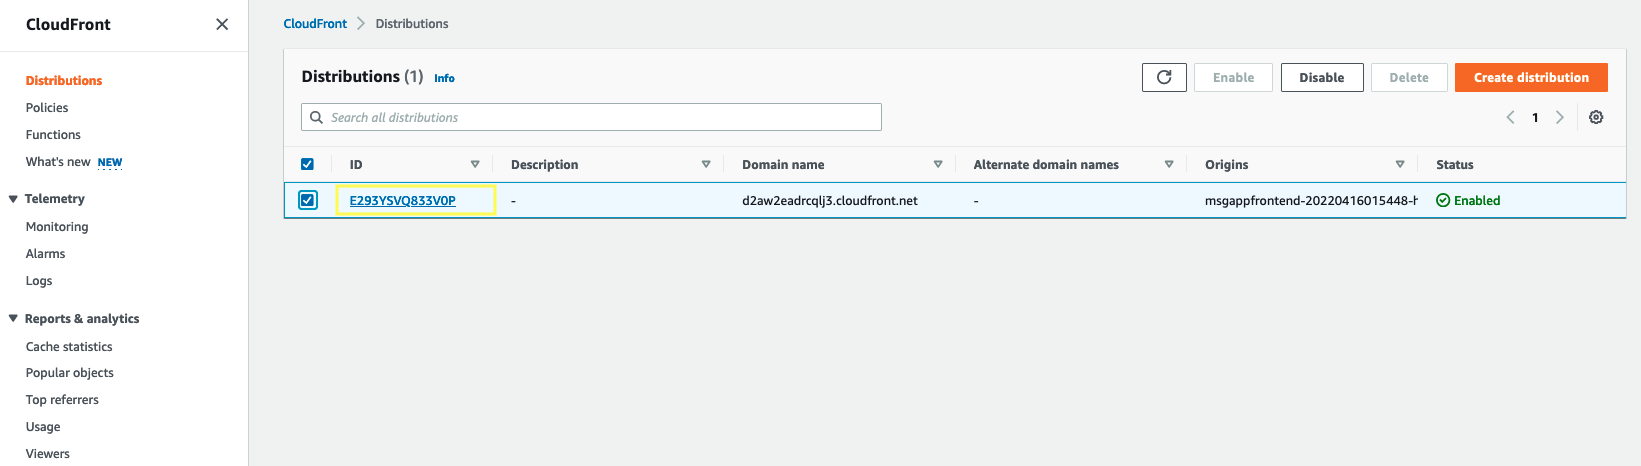 CloudFront
Distributions
Policies
Functions
What's new NEW
Telemetry
Monitoring
Alarms
Logs
Reports & analytics
Cache statistics
Popular objects
Top referrers
Usage
Viewers
CloudFront > Distributions
Distributions (1) Info
Enable Disable Delete Create distribution
Search all distributions
1
ID Description Domain name Alternate domain names Origins Status
E293YSVQ833V0P - d2aw2eadrcqlj3.cloudfront.net - msgappfrontend-20220416015448-h Enabled